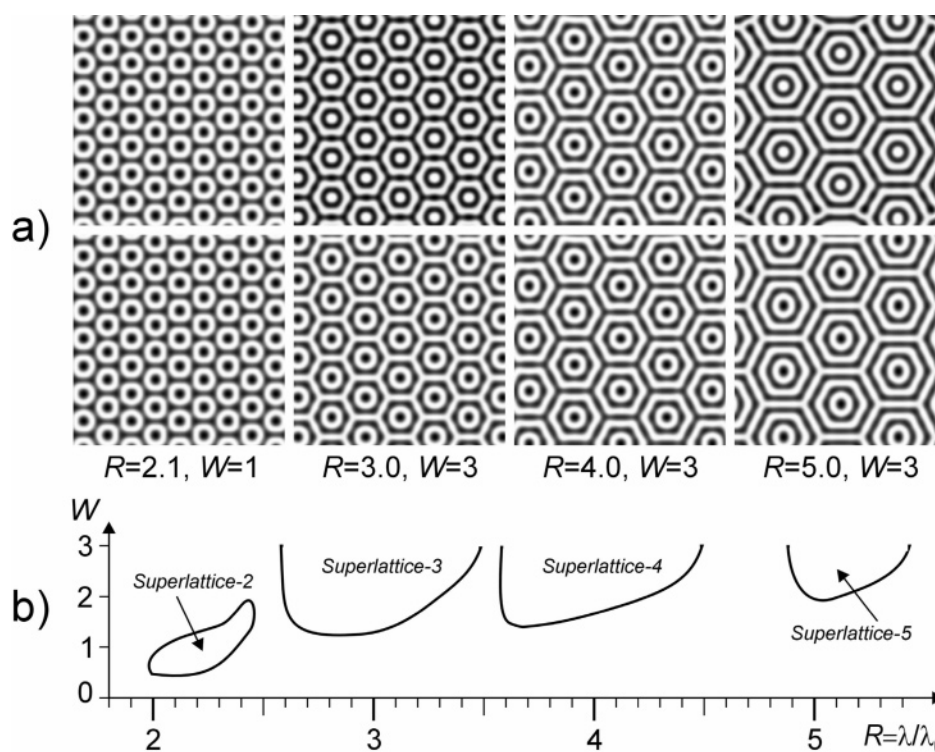 a)
R=2.1, W=1 R=3.0, W=3 R=4.0, W=3 R=5.0, W=3
b)
W
3
2
1
0
Superlattice-2
Superlattice-3
Superlattice-4
Superlattice-5
2 3 4 5 R=λ/λ